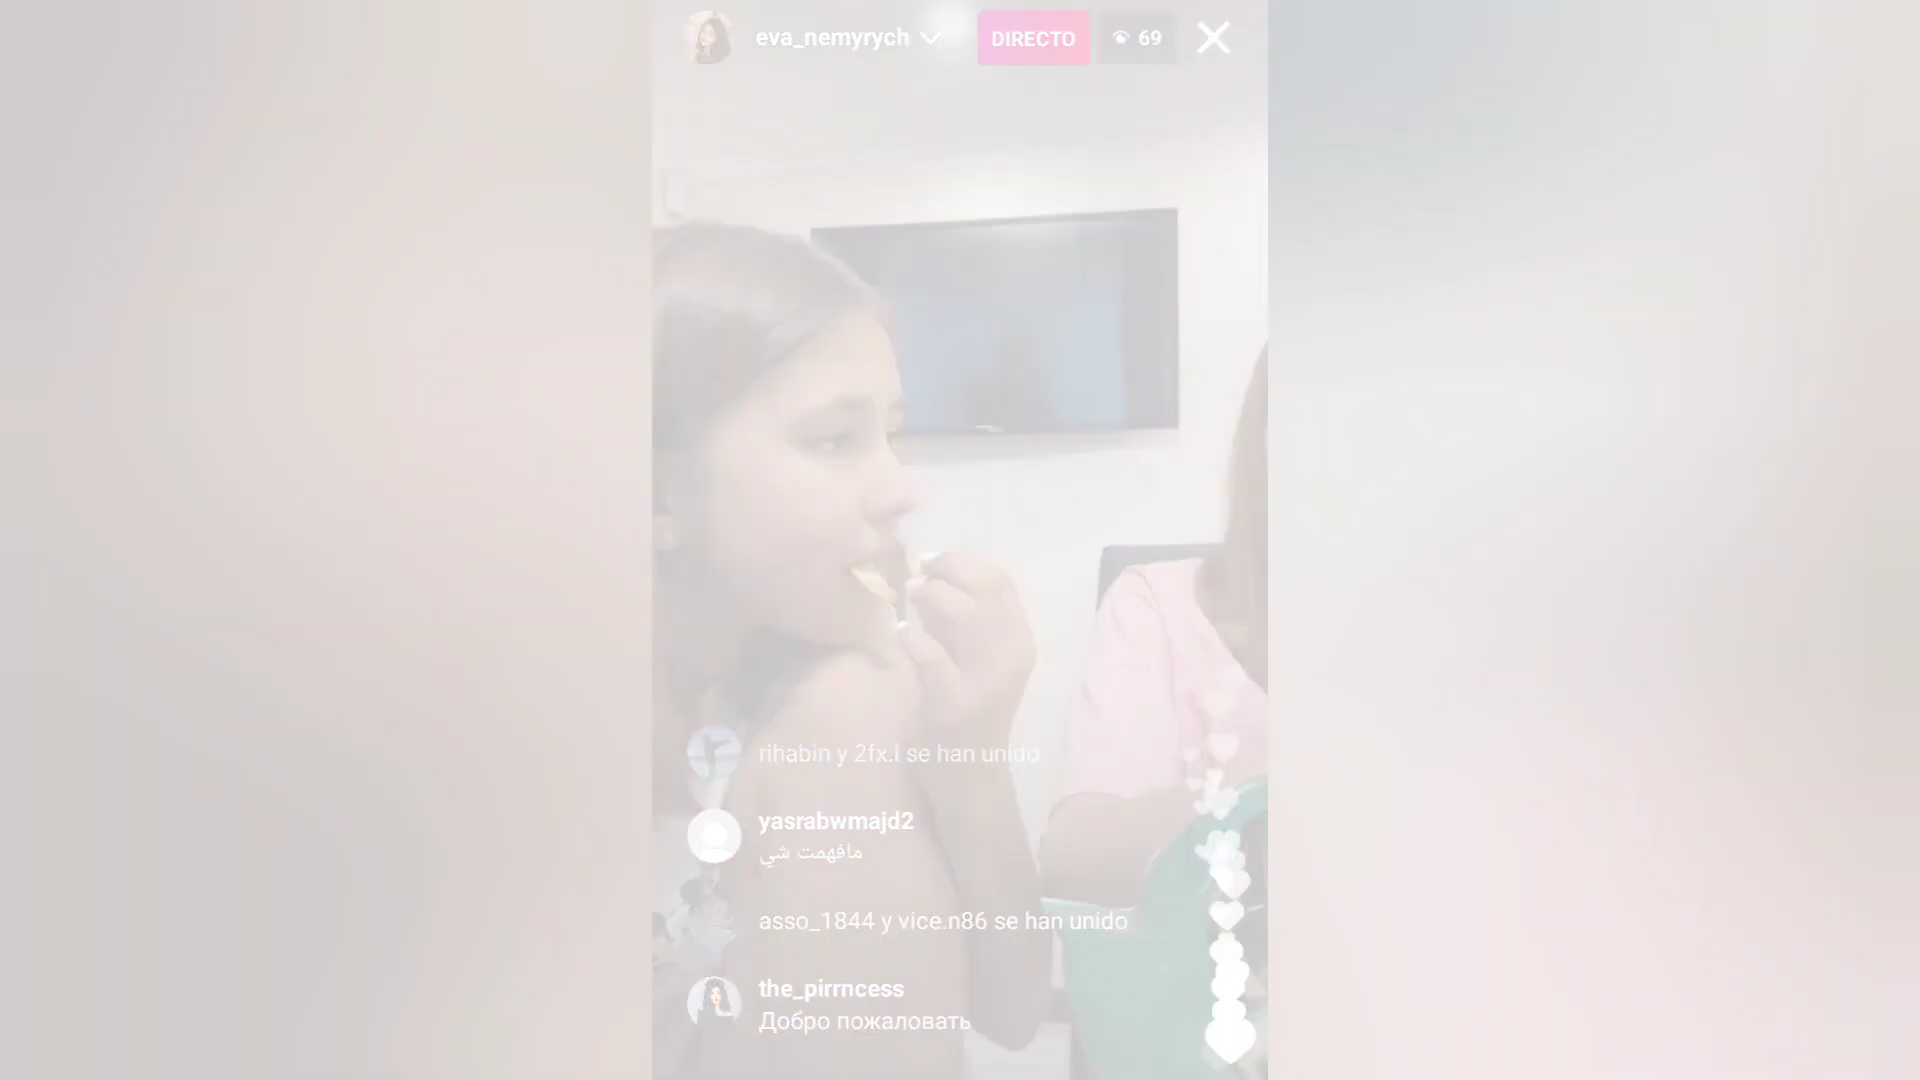 eva_nemyrych
DIRECTO
69
rihabin y 2fx.l se han unido
yasrabwmajd2
مافهمت شي
asso_1844 y vice.n86 se han unido
the_pirrncess
Добро пожаловать